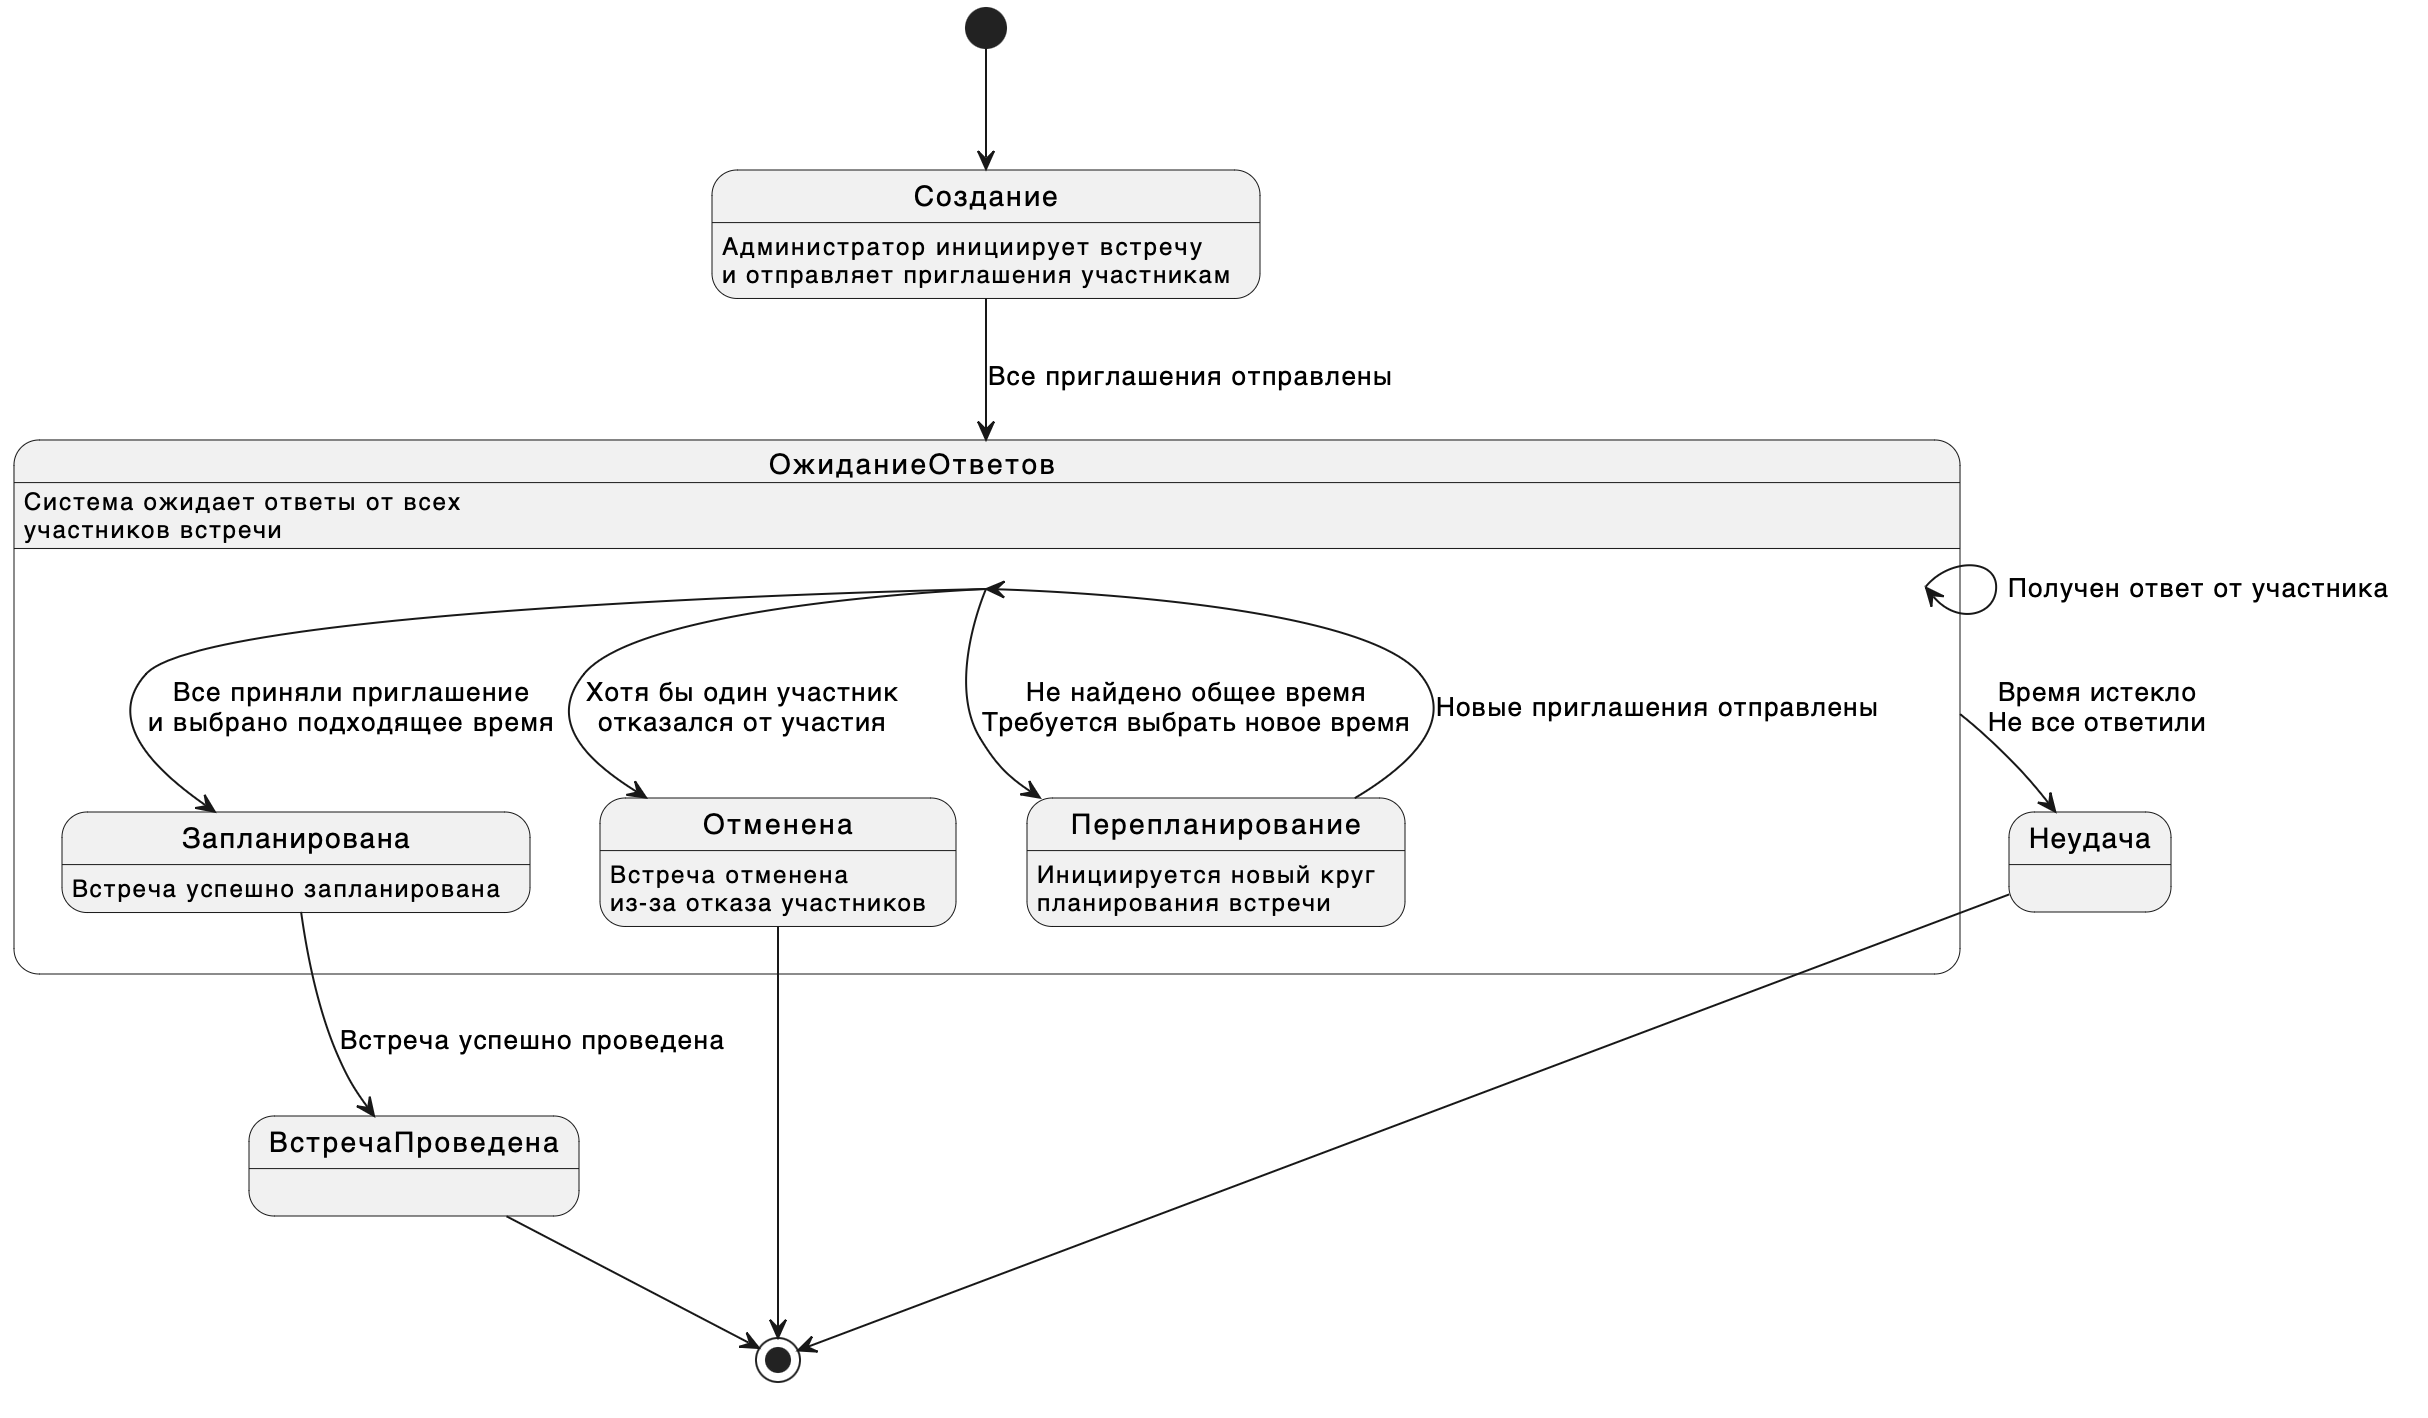 Создание
Администратор инициирует встречу
и отправляет приглашения участникам
Все приглашения отправлены
ОжиданиеОтветов
Система ожидает ответы от всех
участников встречи
Получен ответ от участника
Все приняли приглашение
и выбрано подходящее время
Хотя бы один участник
отказался от участия
Не найдено общее время
Требуется выбрать новое время
Новые приглашения отправлены
Время истекло
Не все ответили
Запланирована
Встреча успешно запланирована
Отменена
Встреча отменена
из-за отказа участников
Перепланирование
Инициируется новый круг
планирования встречи
Неудача
Встреча успешно проведена
ВстречаПроведена